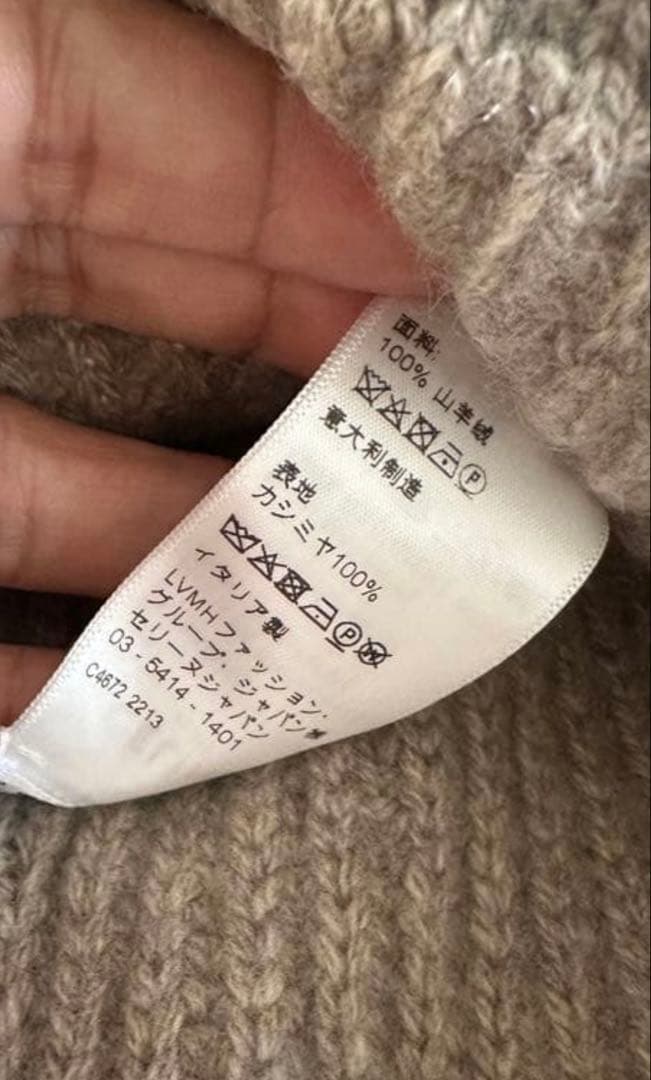 面料:
100% 山羊绒
P
意大利制造
表地
カシミヤ100%
P W
イタリア製
LVMHファッション・
グループ・ジャパン㈱
セリーヌジャパン
03-5414-1401
C4672 2213